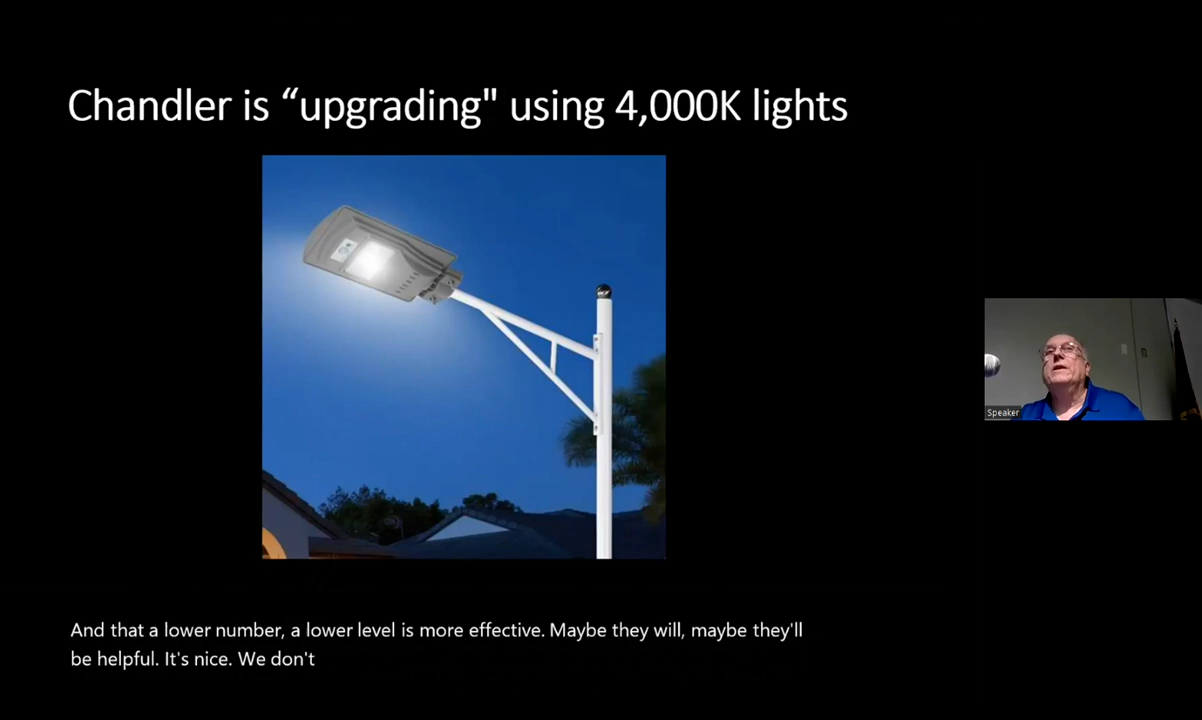 Chandler is “upgrading" using 4,000K lights
Speaker
And that a lower number, a lower level is more effective. Maybe they will, maybe they'll
be helpful. It's nice. We don't